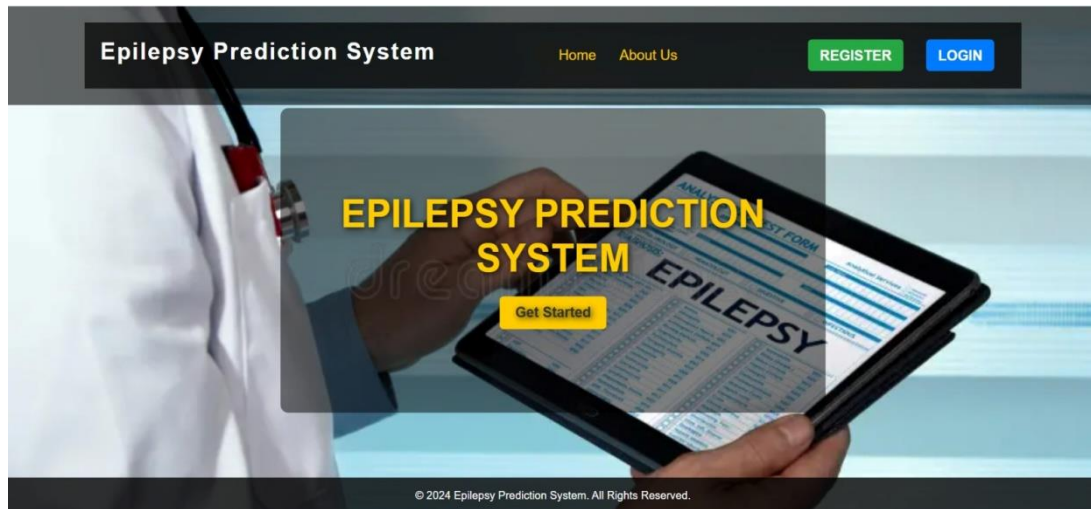 Epilepsy Prediction System
Home
About Us
REGISTER
LOGIN
EPILEPSY PREDICTION
SYSTEM
Get Started
EPILEPSY
© 2024 Epilepsy Prediction System. All Rights Reserved.